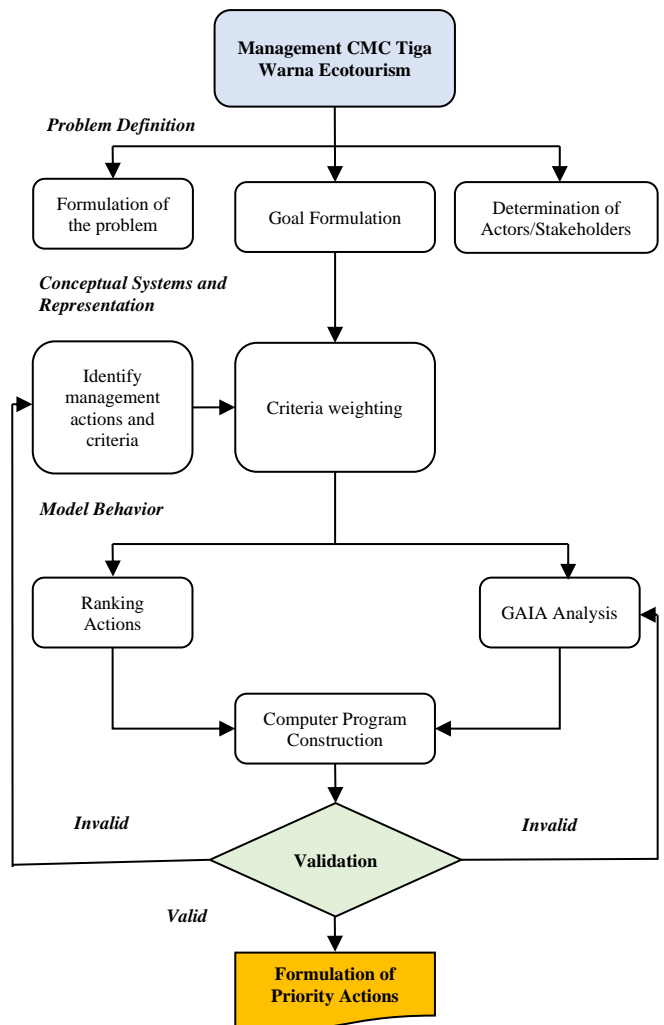 Management CMC Tiga
Warna Ecotourism
Problem Definition
Formulation of
the problem
Goal Formulation
Determination of
Actors/Stakeholders
Conceptual Systems and
Representation
Identify
management
actions and
criteria
Criteria weighting
Model Behavior
Ranking
Actions
GAIA Analysis
Computer Program
Construction
Invalid
Invalid
Validation
Valid
Formulation of
Priority Actions